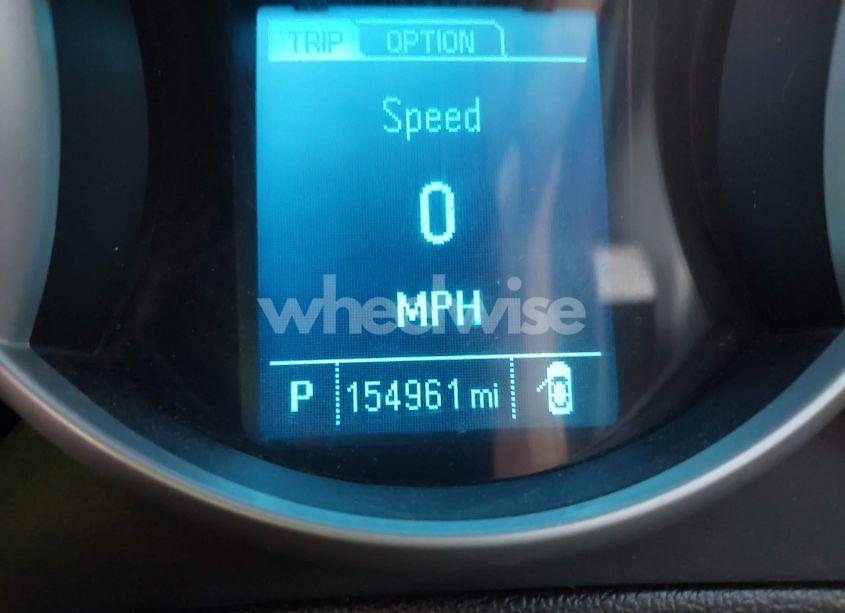 TRIP OPTION
Speed
0
MPH
wheelwise
P 154961 mi